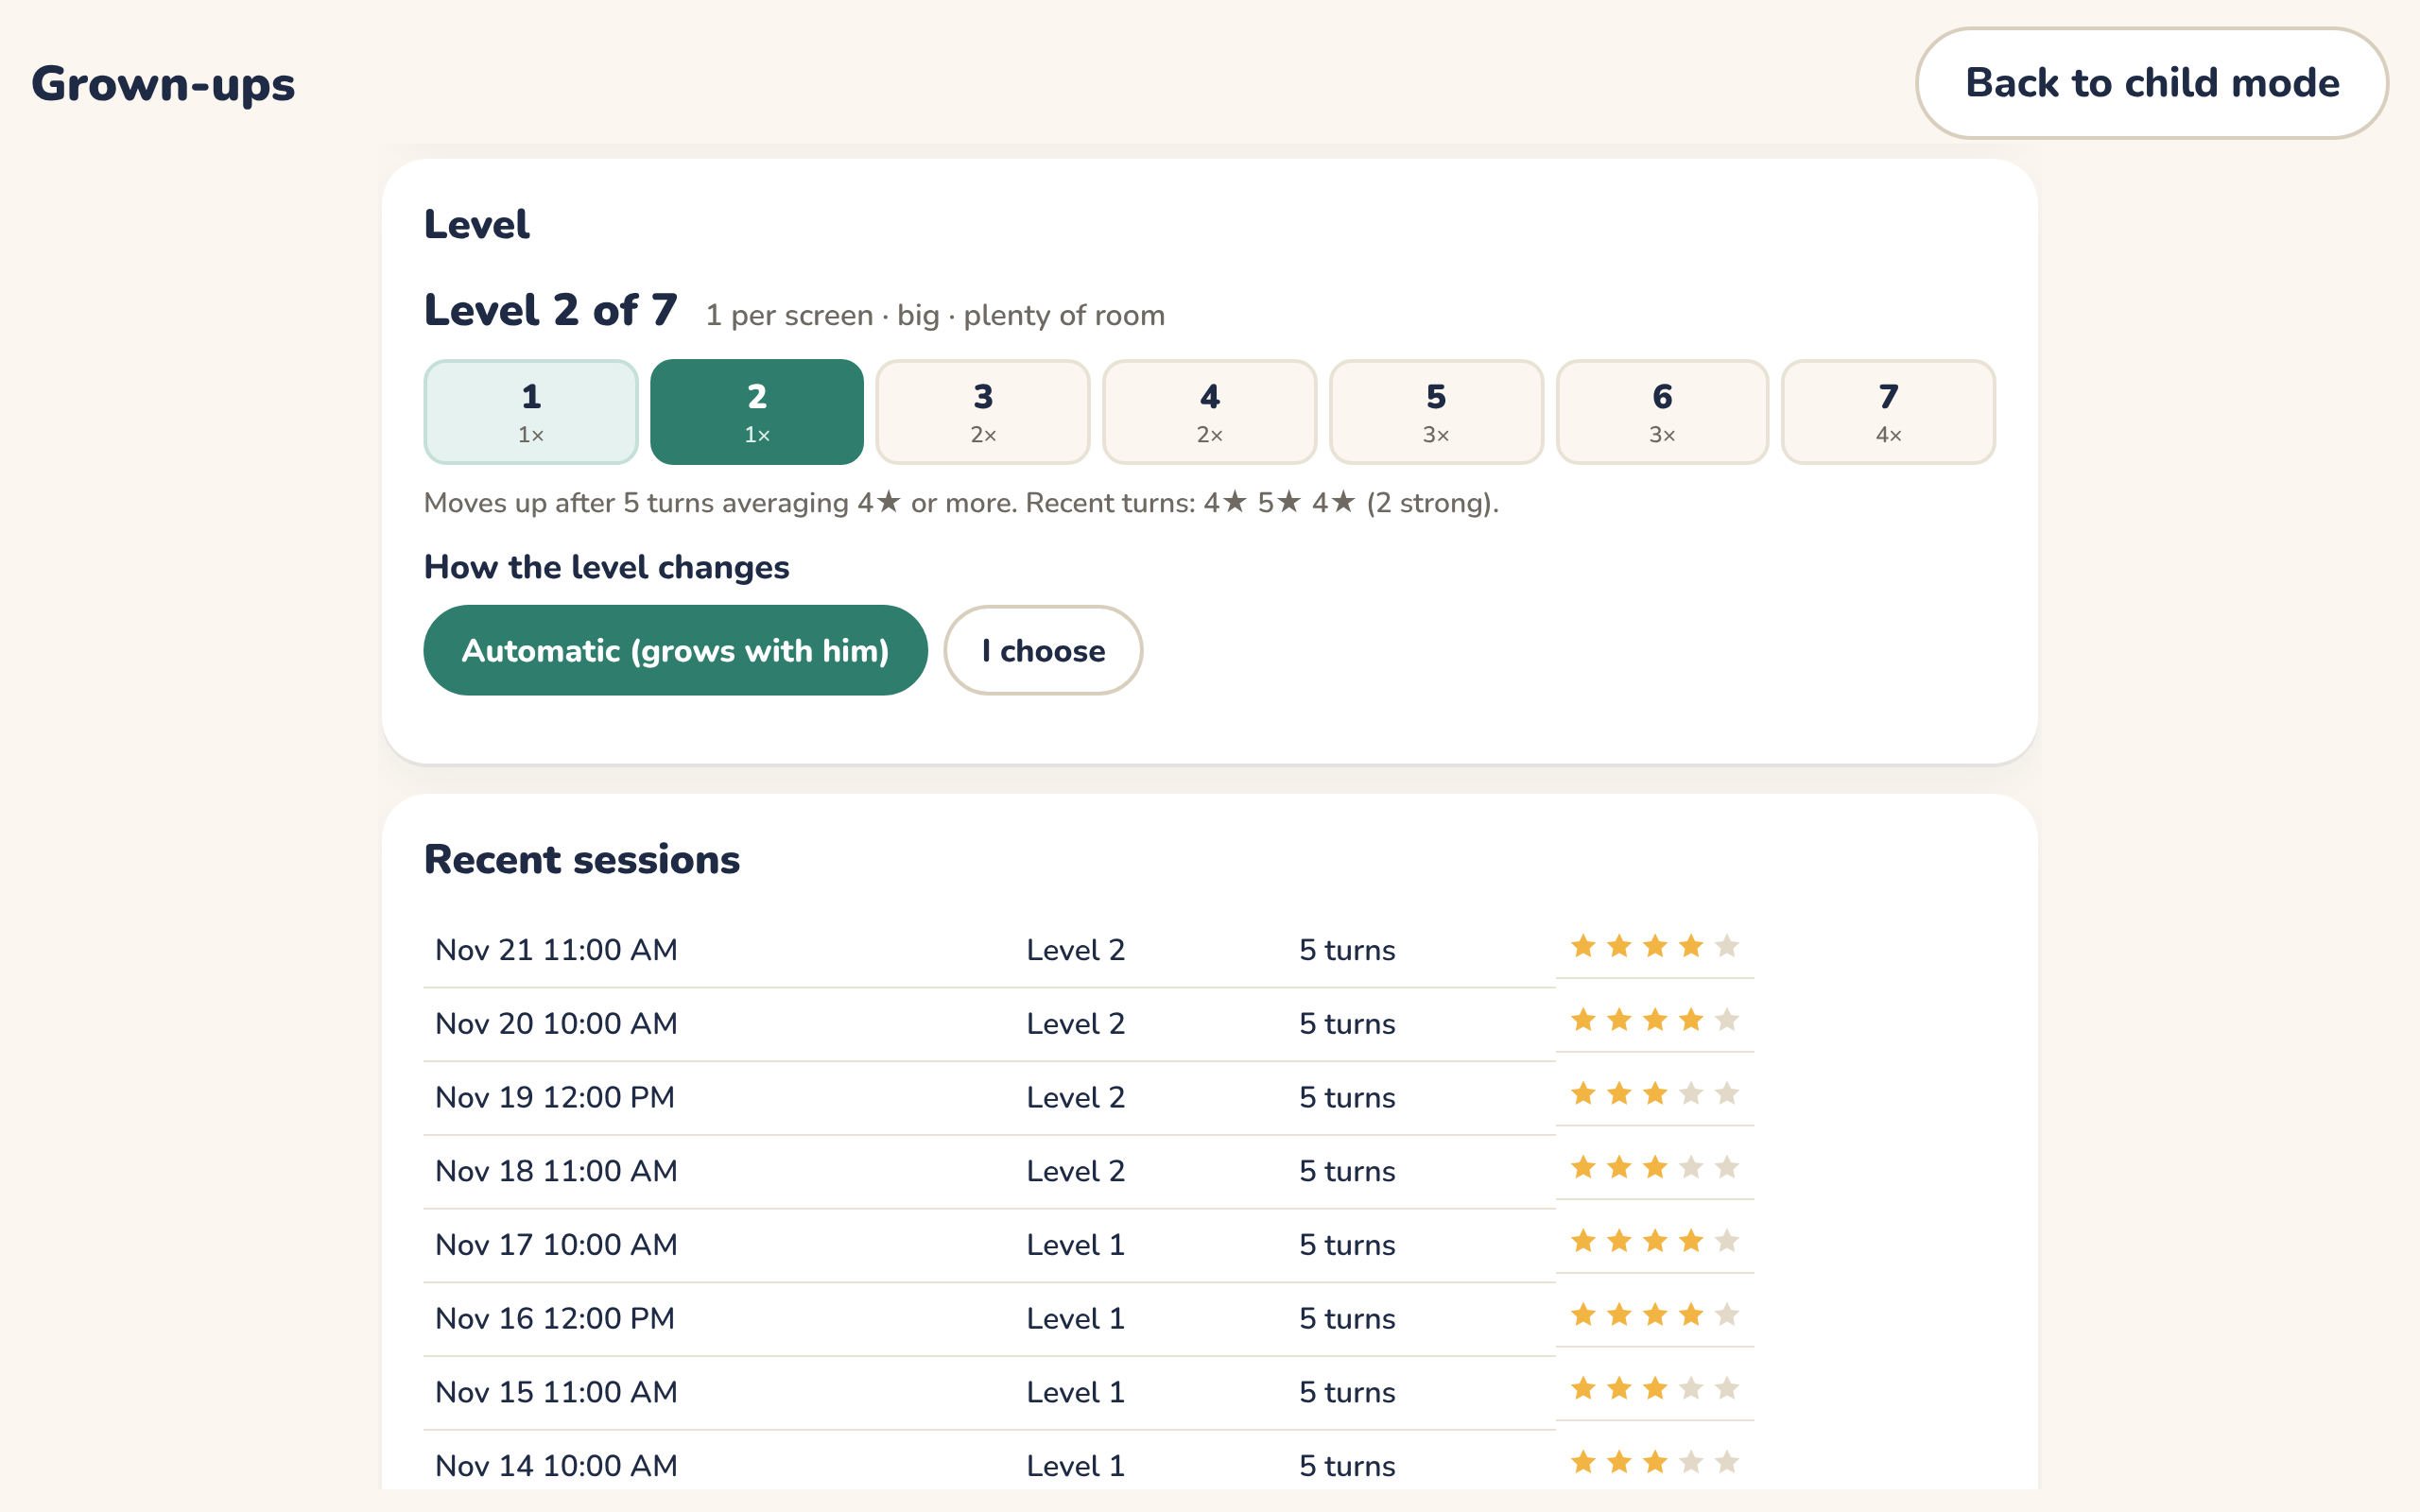 Grown-ups
Back to child mode
Level
Level 2 of 7 1 per screen · big · plenty of room
1 2 3 4 5 6 7
1× 1× 2× 2× 3× 3× 4×
Moves up after 5 turns averaging 4★ or more. Recent turns: 4★ 5★ 4★ (2 strong).
How the level changes
Automatic (grows with him) I choose
Recent sessions
Nov 21 11:00 AM Level 2 5 turns ★★★★★
Nov 20 10:00 AM Level 2 5 turns ★★★★★
Nov 19 12:00 PM Level 2 5 turns ★★★★★
Nov 18 11:00 AM Level 2 5 turns ★★★★★
Nov 17 10:00 AM Level 1 5 turns ★★★★★
Nov 16 12:00 PM Level 1 5 turns ★★★★★
Nov 15 11:00 AM Level 1 5 turns ★★★★★
Nov 14 10:00 AM Level 1 5 turns ★★★★★